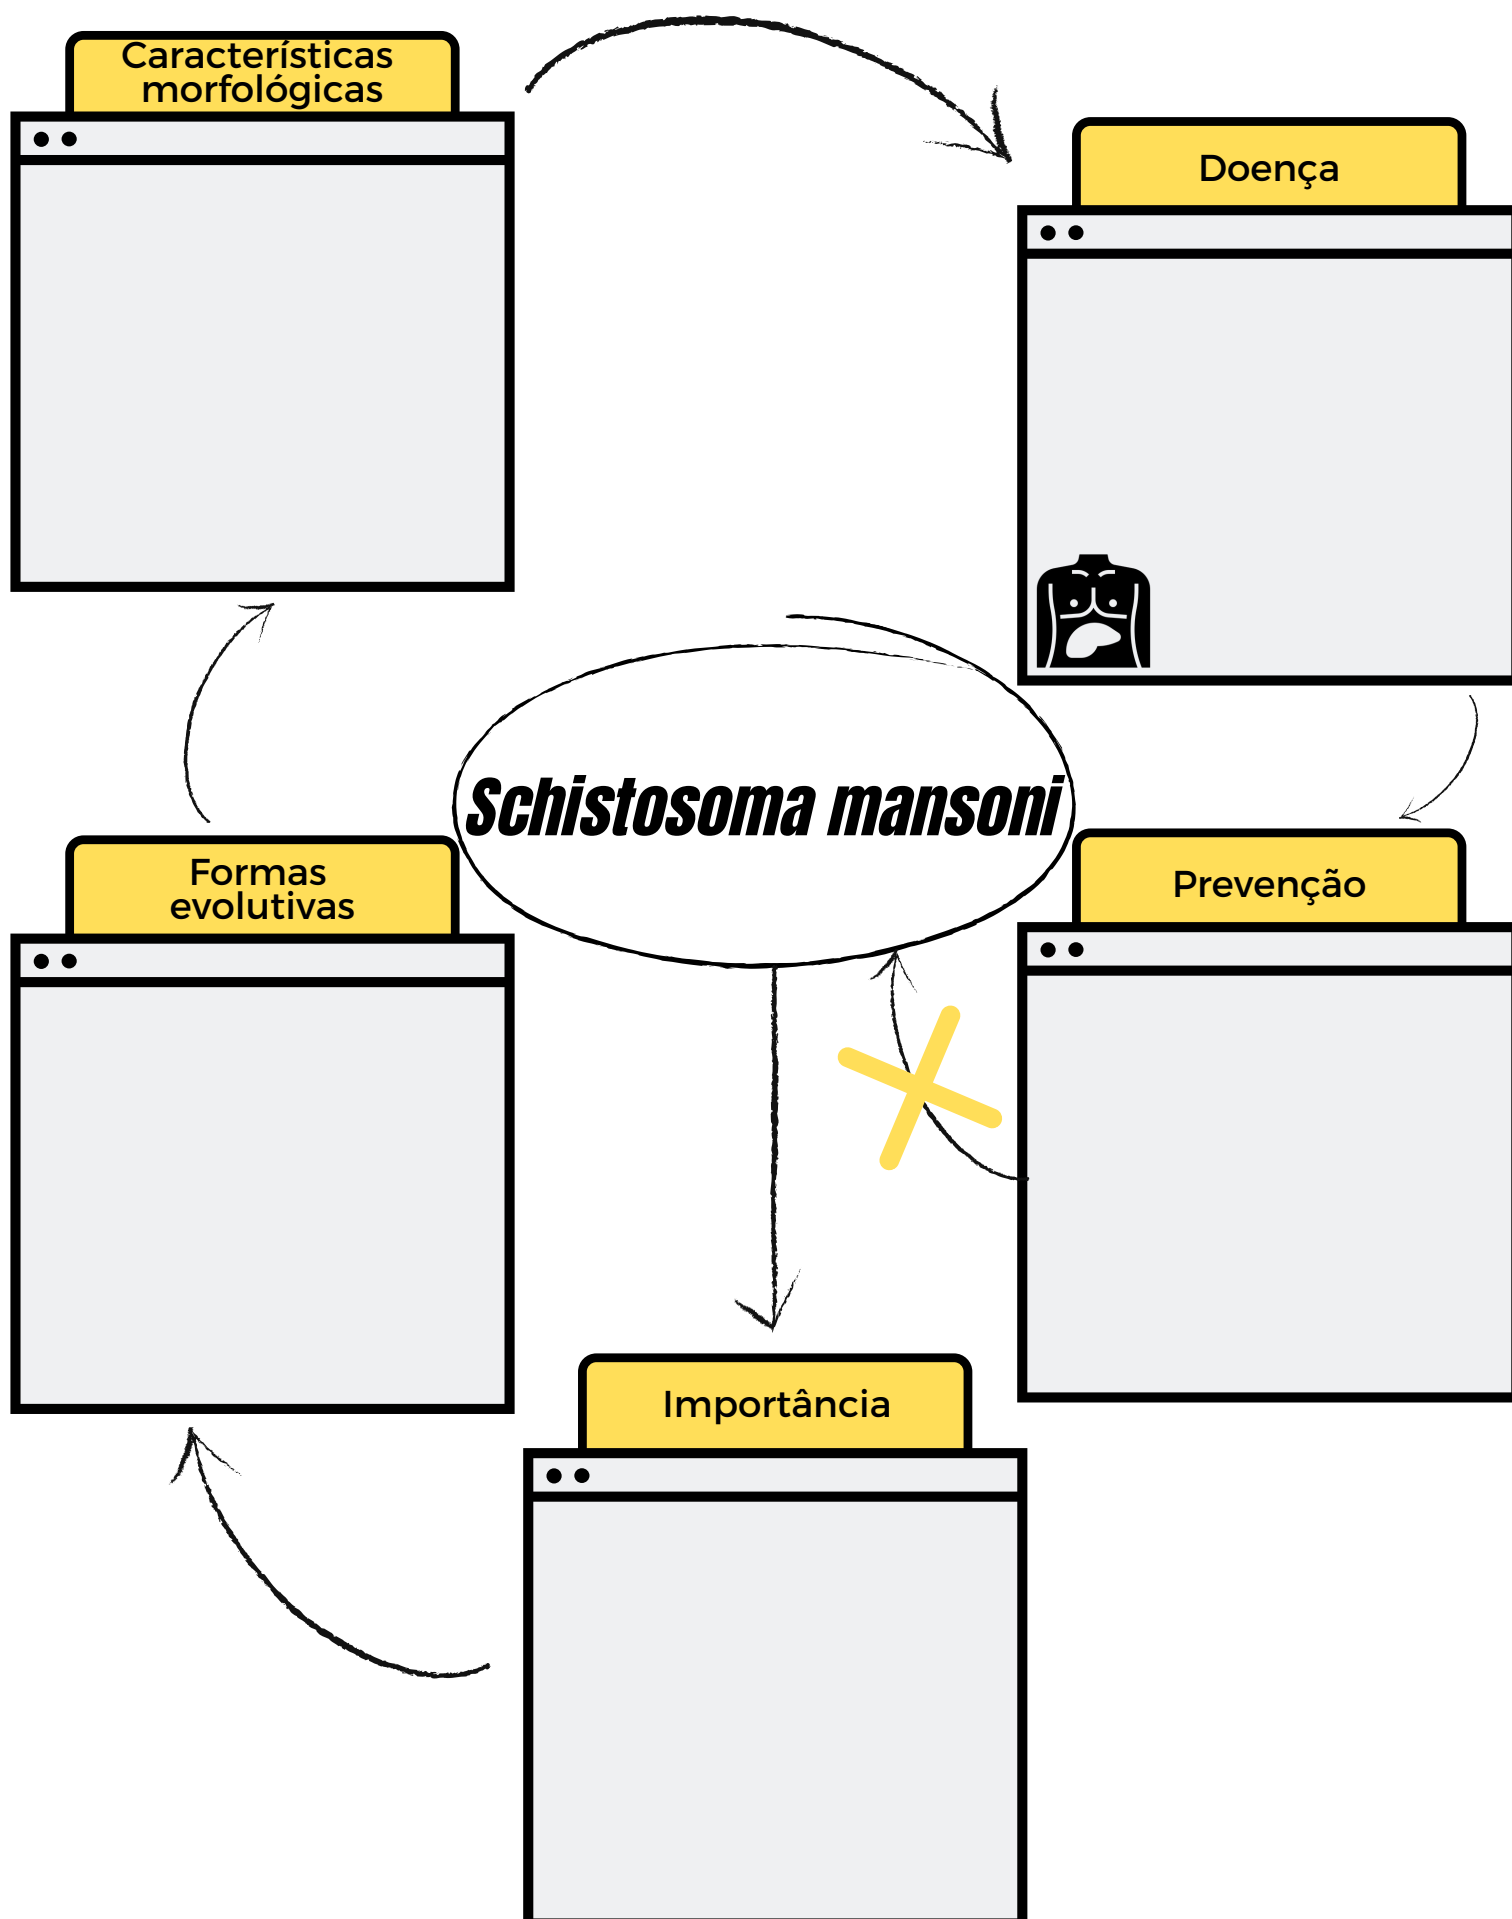 Características
morfológicas
Doença
Schistosoma mansoni
Formas
evolutivas
Prevenção
Importância